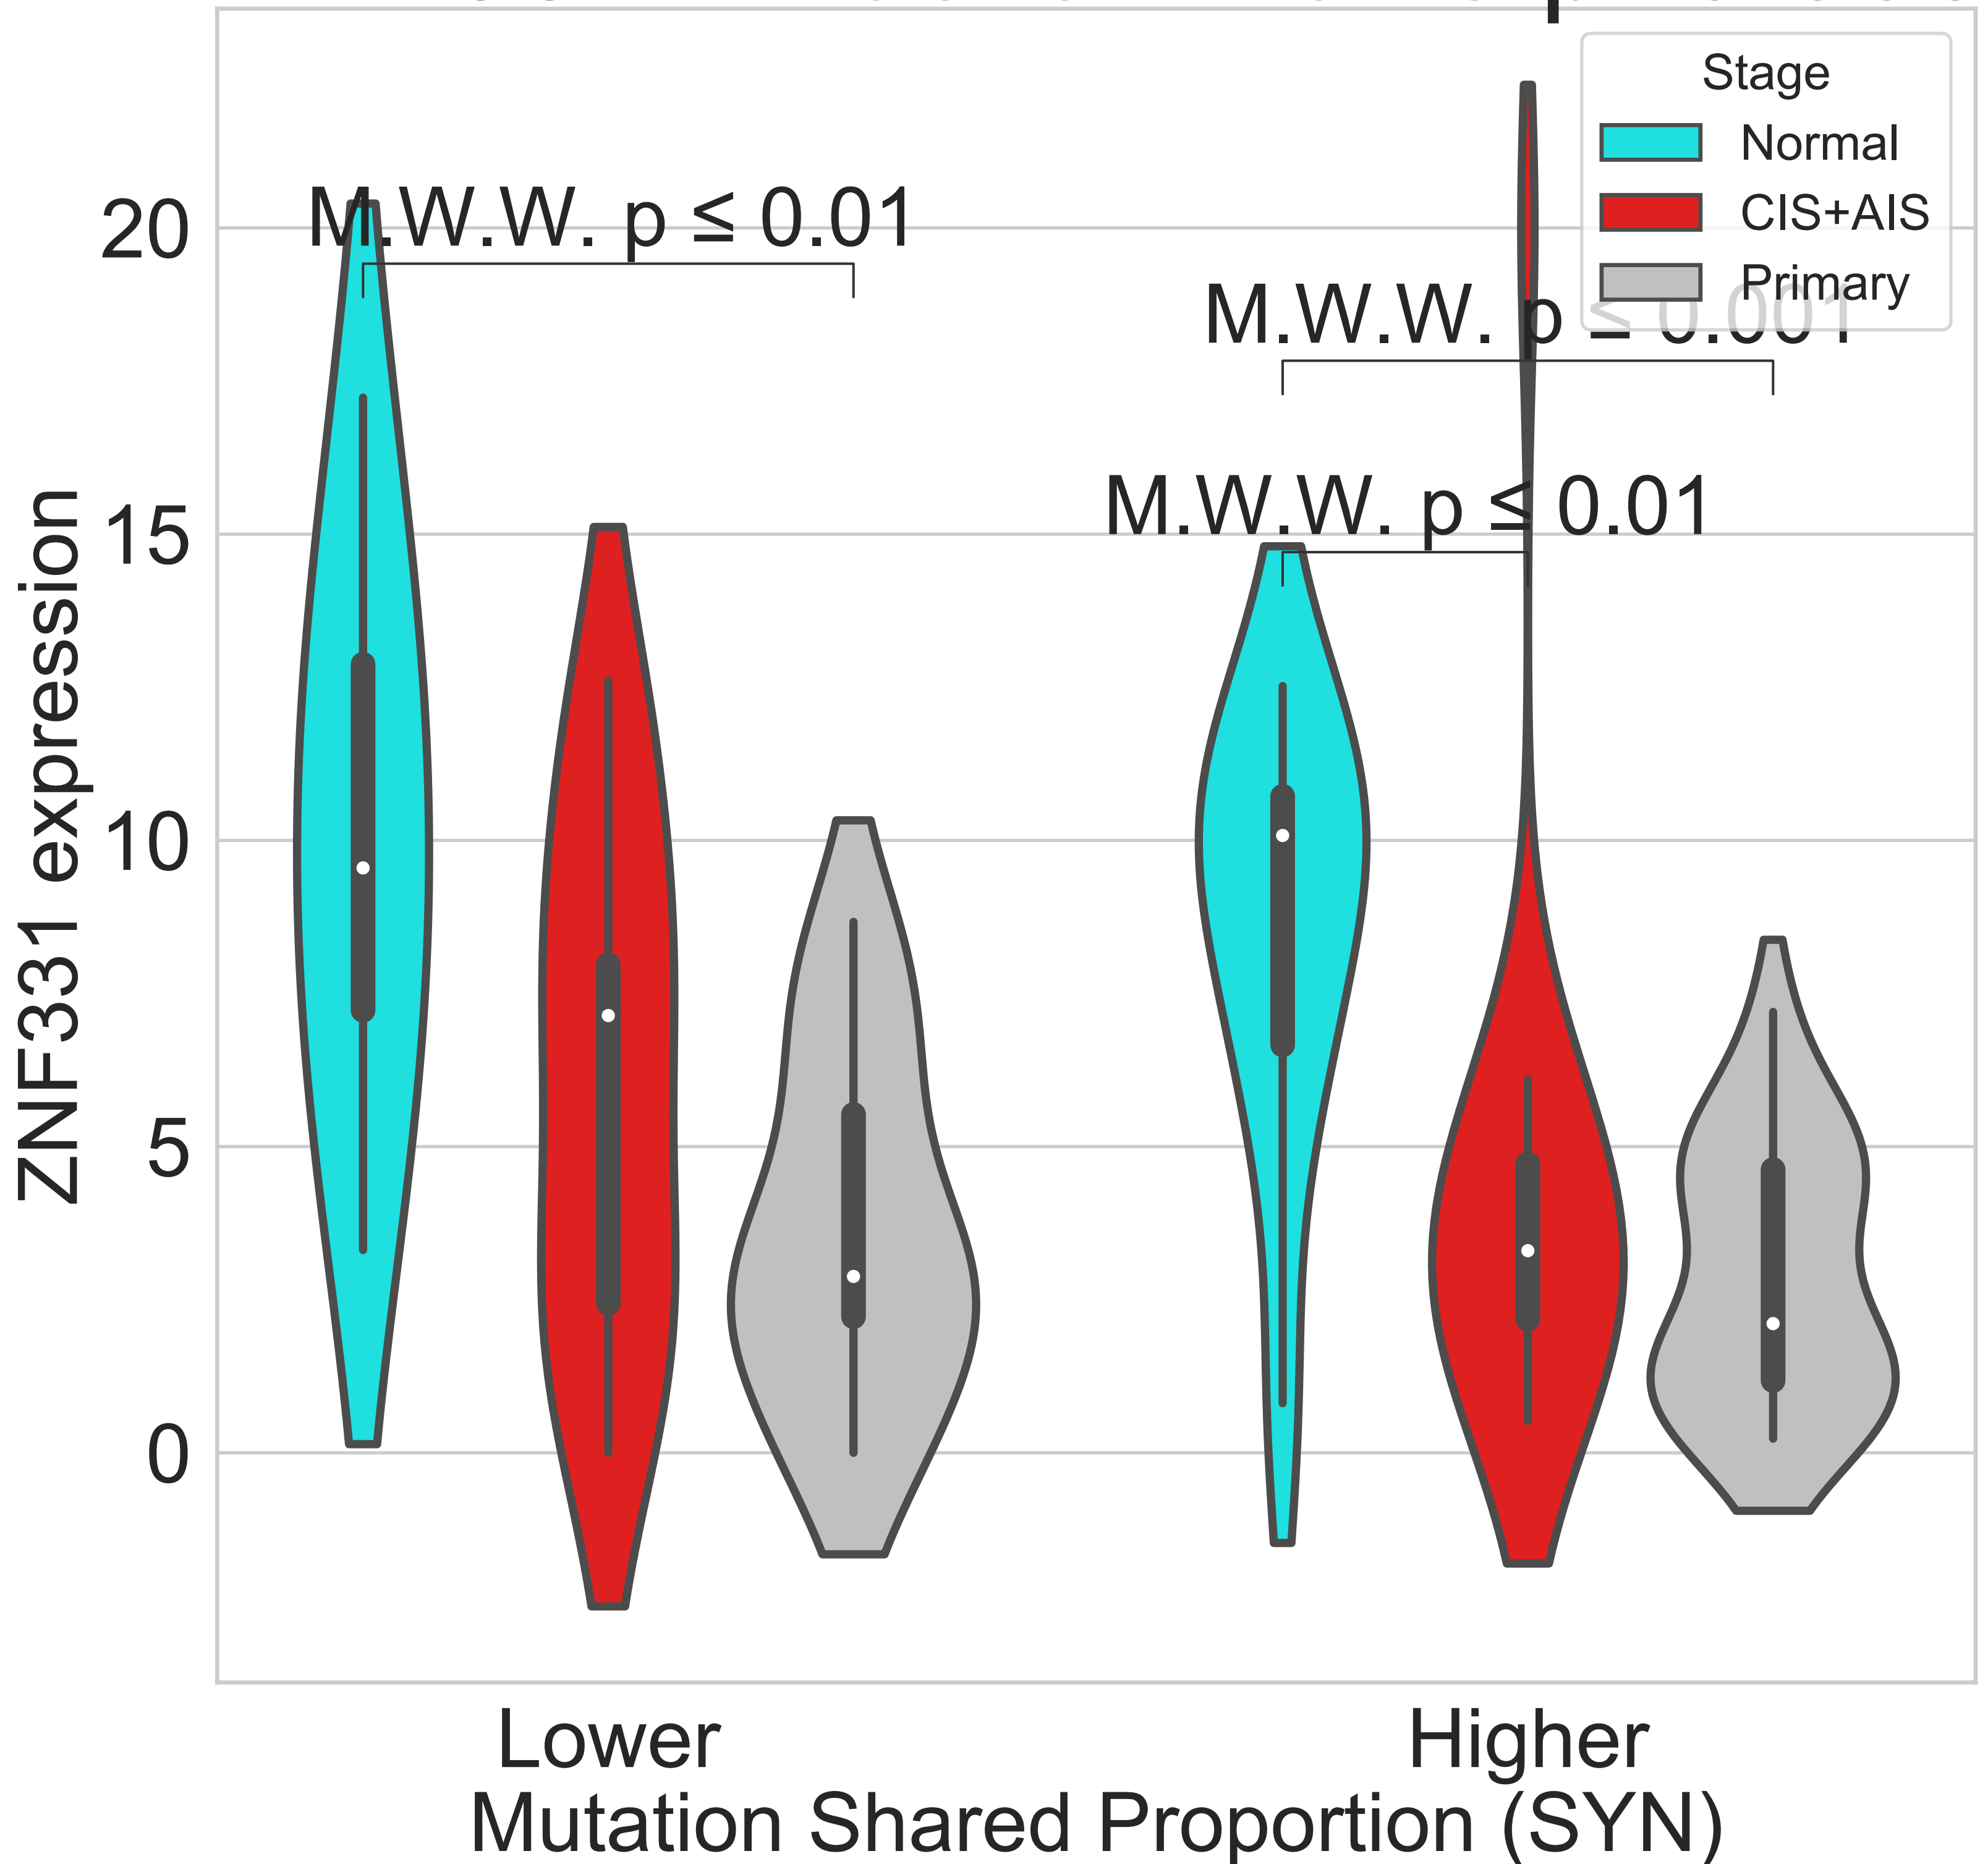 Stage
Normal
CIS+AIS
Primary
M.W.W. p ≤ 0.01
M.W.W. p ≤ 0.001
M.W.W. p ≤ 0.01
20
15
10
5
0
ZNF331 expression
Lower
Higher
Mutation Shared Proportion (SYN)